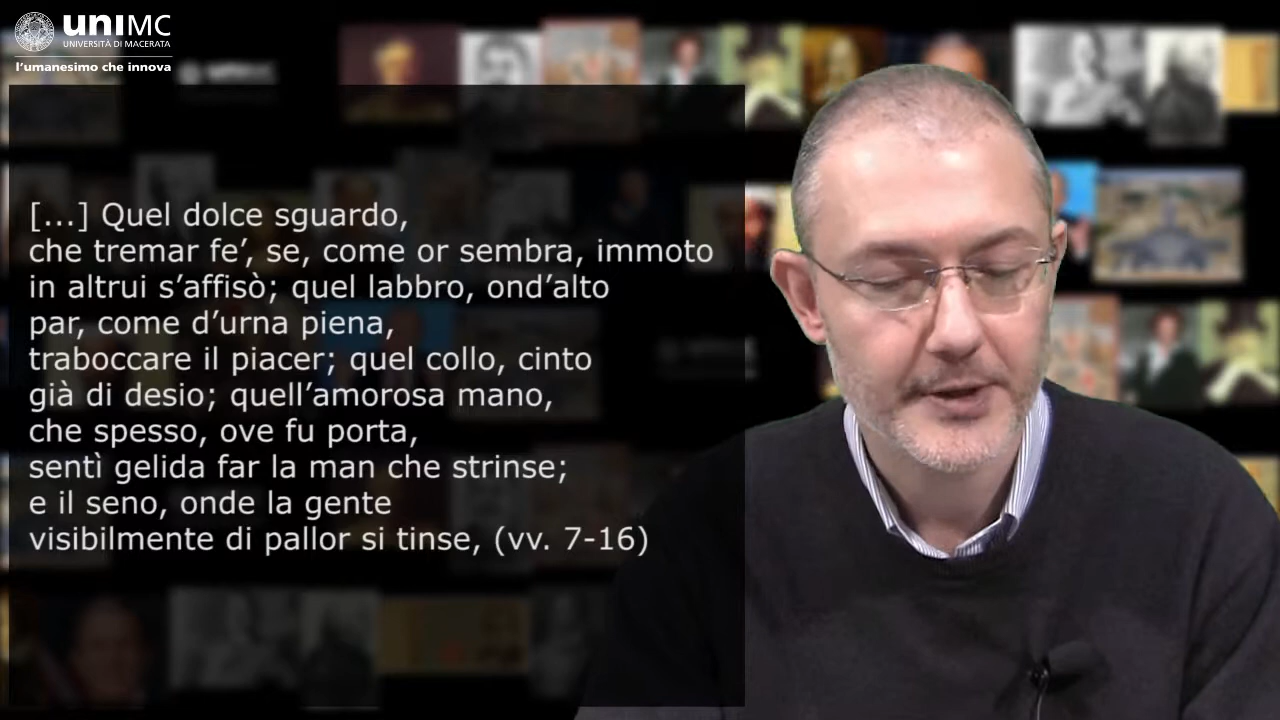 uniMC
UNIVERSITÀ DI MACERATA
l'umanesimo che innova
[...] Quel dolce sguardo,
che tremar fe’, se, come or sembra, immoto
in altrui s’affisò; quel labbro, ond’alto
par, come d’urna piena,
traboccare il piacer; quel collo, cinto
già di desio; quell’amorosa mano,
che spesso, ove fu porta,
sentì gelida far la man che strinse;
e il seno, onde la gente
visibilmente di pallor si tinse, (vv. 7-16)